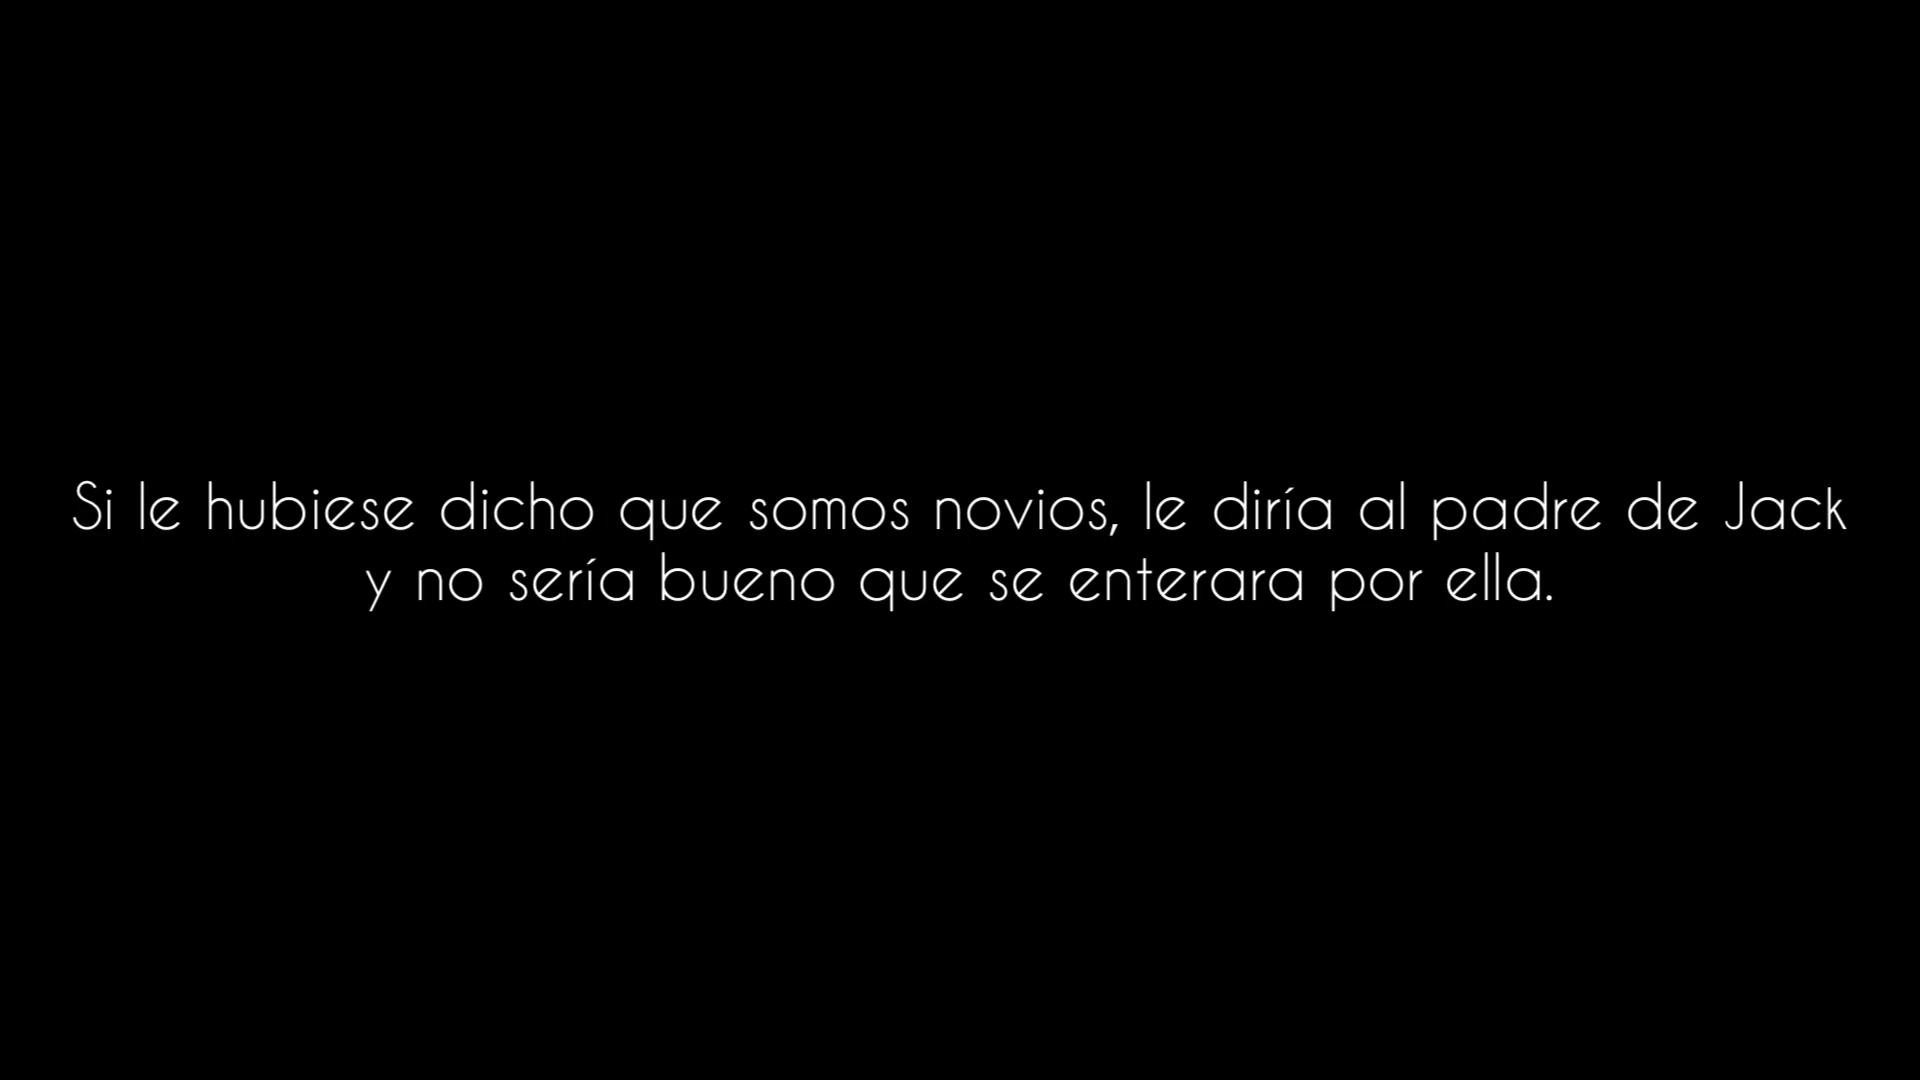 Si le hubiese dicho que somos novios, le diría al padre de Jack
y no sería bueno que se enterara por ella.